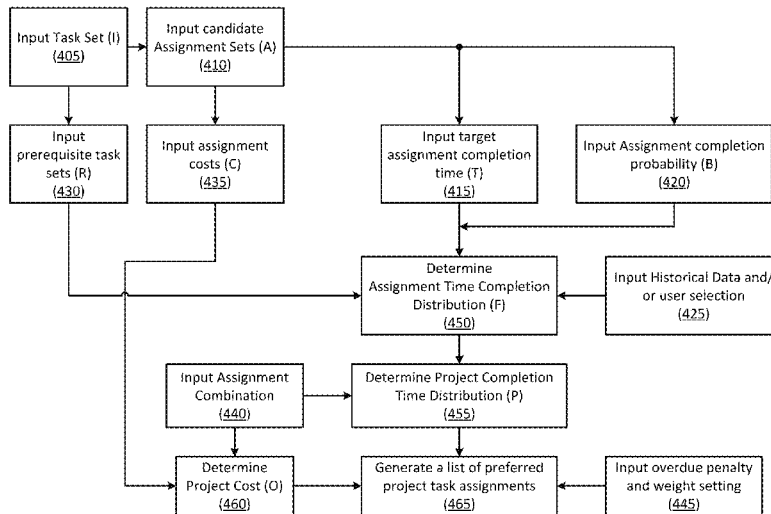 Input Task Set (I)
(405)
Input candidate
Assignment Sets (A)
(410)
Input
prerequisite task
sets (R)
(430)
Input assignment
costs (C)
(435)
Input target
assignment completion
time (T)
(415)
Input Assignment completion
probability (B)
(420)
Determine
Assignment Time Completion
Distribution (F)
(450)
Input Historical Data and/
or user selection
(425)
Input Assignment
Combination
(440)
Determine Project Completion
Time Distribution (P)
(455)
Determine
Project Cost (O)
(460)
Generate a list of preferred
project task assignments
(465)
Input overdue penalty
and weight setting
(445)